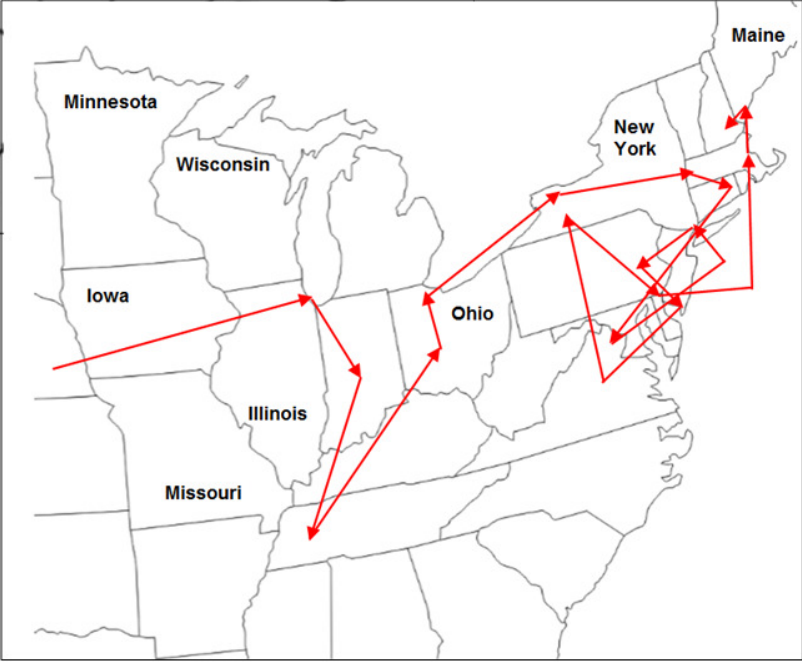 Maine
Minnesota
New
York
Wisconsin
Iowa
Ohio
Illinois
Missouri